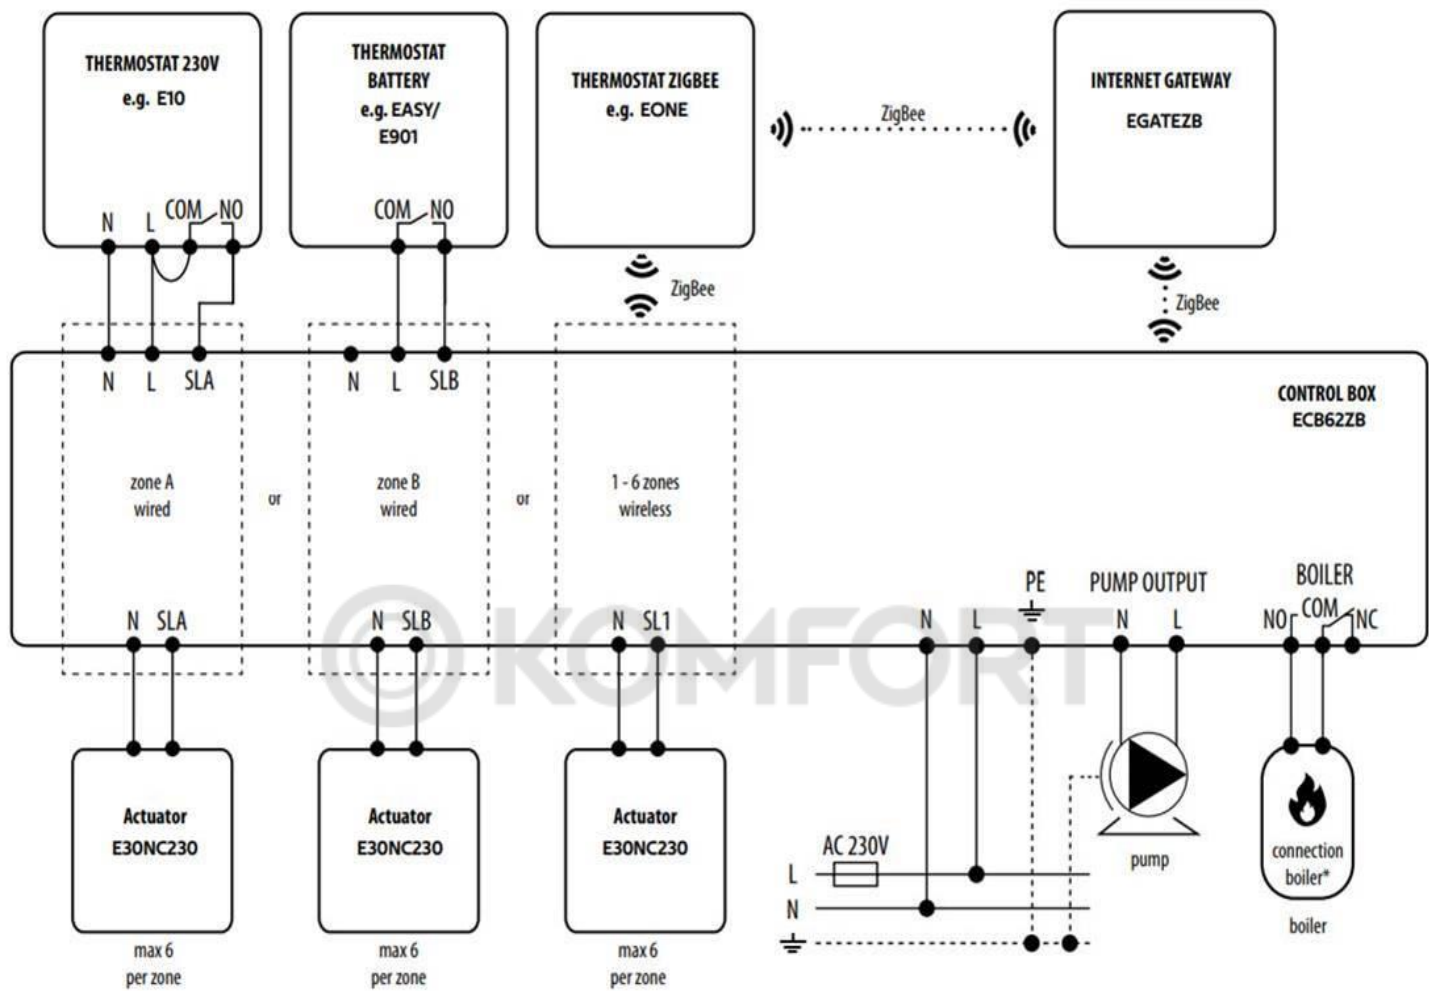 THERMOSTAT 230V
e.g. E10
N L COM NO
THERMOSTAT
BATTERY
e.g. EASY/
E901
COM NO
THERMOSTAT ZIGBEE
e.g. EONE
ZigBee
INTERNET GATEWAY
EGATEZB
ZigBee
ZigBee
N L SLA
N L SLB
CONTROL BOX
ECB62ZB
zone A
wired
or
zone B
wired
or
1 - 6 zones
wireless
N SLA
N SLB
N SL1
N L PE
PUMP OUTPUT
N L
BOILER
NO COM NC
© KOMFORT
Actuator
E30NC230
max 6
per zone
Actuator
E30NC230
max 6
per zone
Actuator
E30NC230
max 6
per zone
AC 230V
L
N
pump
connection
boiler*
boiler